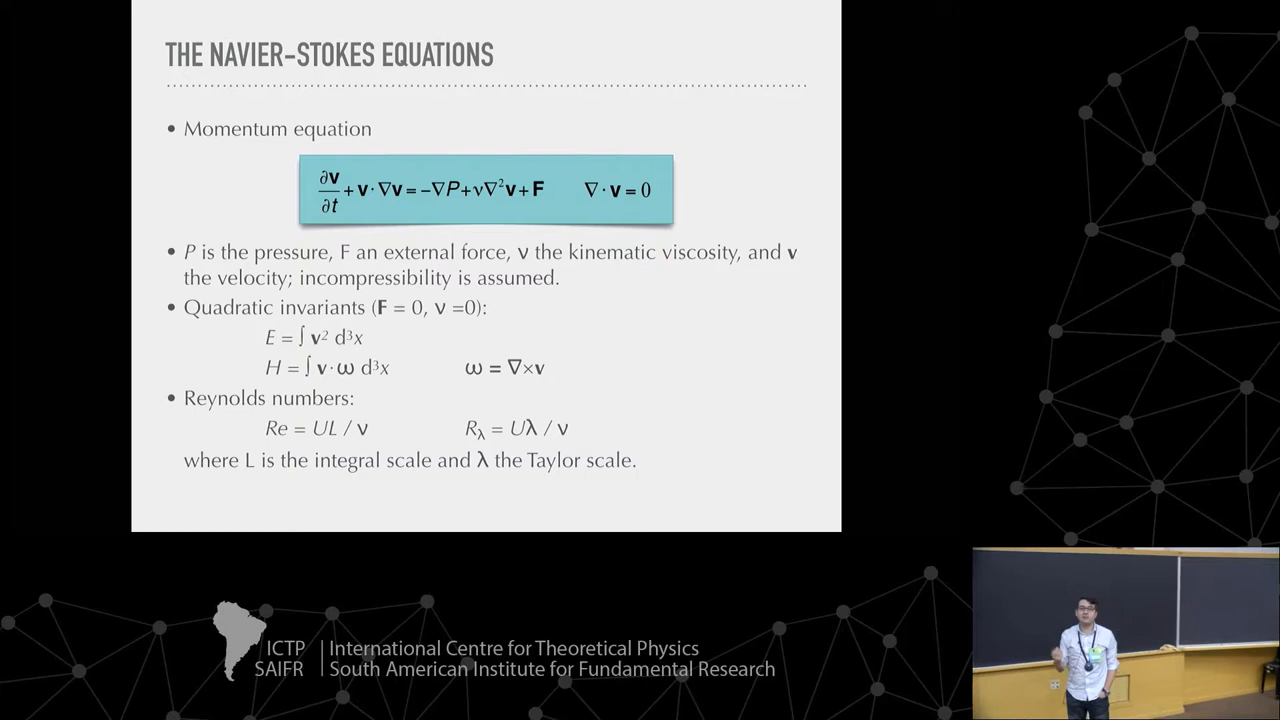 THE NAVIER-STOKES EQUATIONS
• Momentum equation
∂v/∂t + v · ∇v = −∇P + ν∇²v + F ∇ · v = 0
• P is the pressure, F an external force, ν the kinematic viscosity, and v
the velocity; incompressibility is assumed.
• Quadratic invariants (F = 0, ν =0):
E = ∫ v² d³x
H = ∫ v · ω d³x ω = ∇×v
• Reynolds numbers:
Re = UL / ν R_λ = Uλ / ν
where L is the integral scale and λ the Taylor scale.
ICTP | International Centre for Theoretical Physics
SAIFR | South American Institute for Fundamental Research